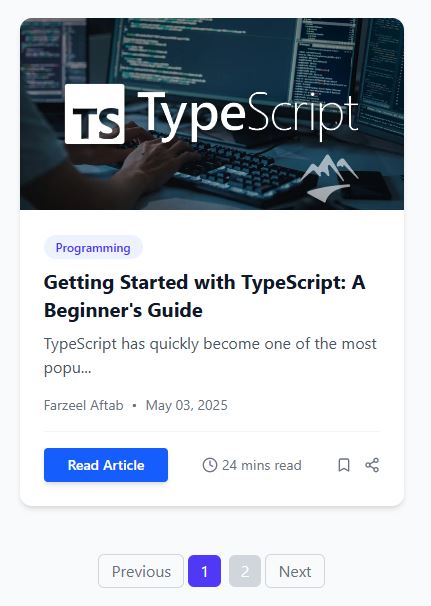 TS TypeScript
Programming
Getting Started with TypeScript: A
Beginner's Guide
TypeScript has quickly become one of the most
popu...
Farzeel Aftab • May 03, 2025
Read Article 24 mins read
Previous 1 2 Next